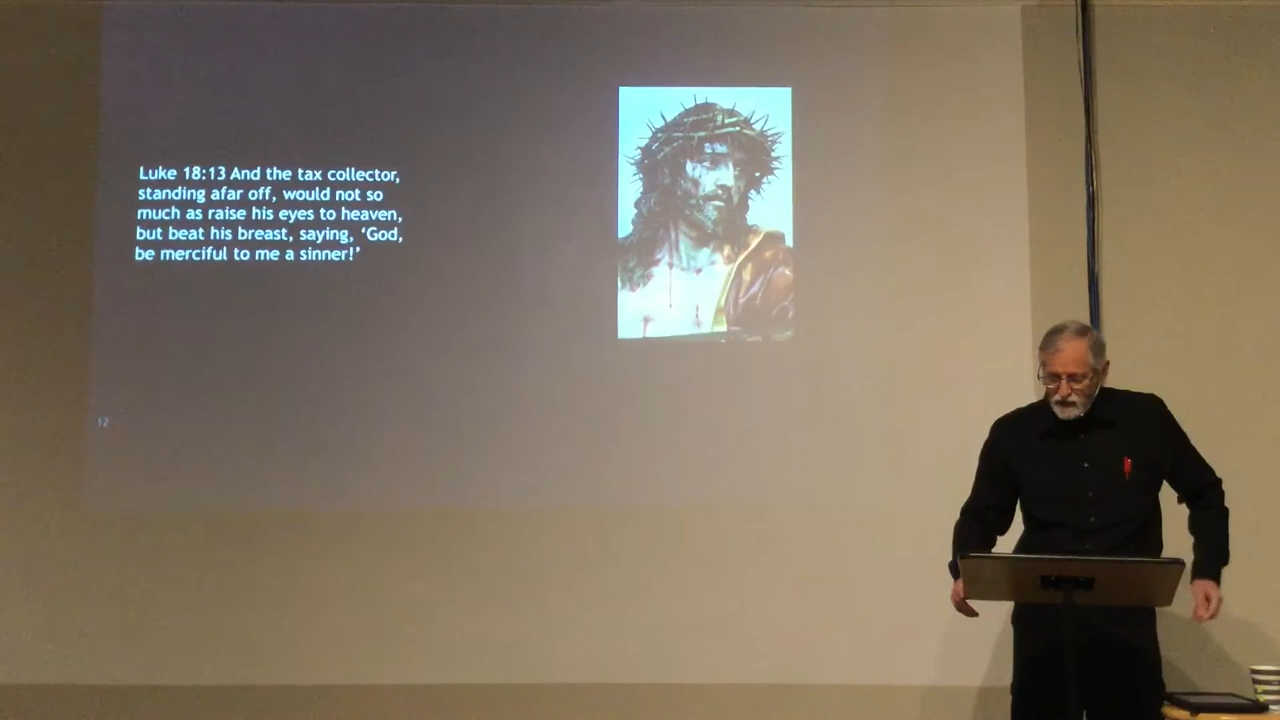 Luke 18:13 And the tax collector,
standing afar off, would not so
much as raise his eyes to heaven,
but beat his breast, saying, ‘God,
be merciful to me a sinner!’
12